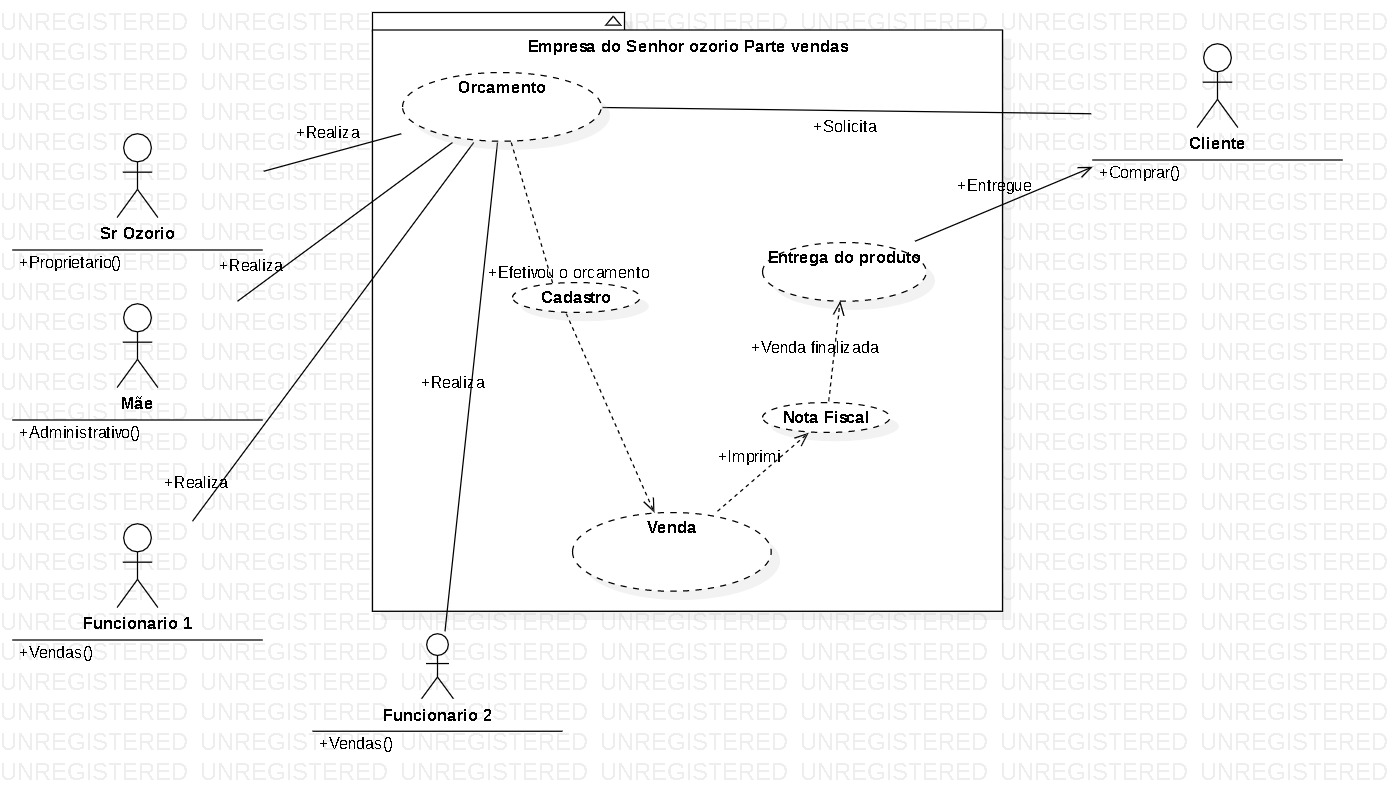 Empresa do Senhor ozorio Parte vendas
Orcamento
+Solicita
Cliente
+Comprar()
+Entregue
+Realiza
Sr Ozorio
+Proprietario()
+Realiza
Mãe
+Administrativo()
+Efetivou o orcamento
Cadastro
Entrega do produto
+Venda finalizada
+Realiza
Nota Fiscal
+Imprimi
+Realiza
Venda
Funcionario 1
+Vendas()
Funcionario 2
+Vendas()
UNREGISTERED